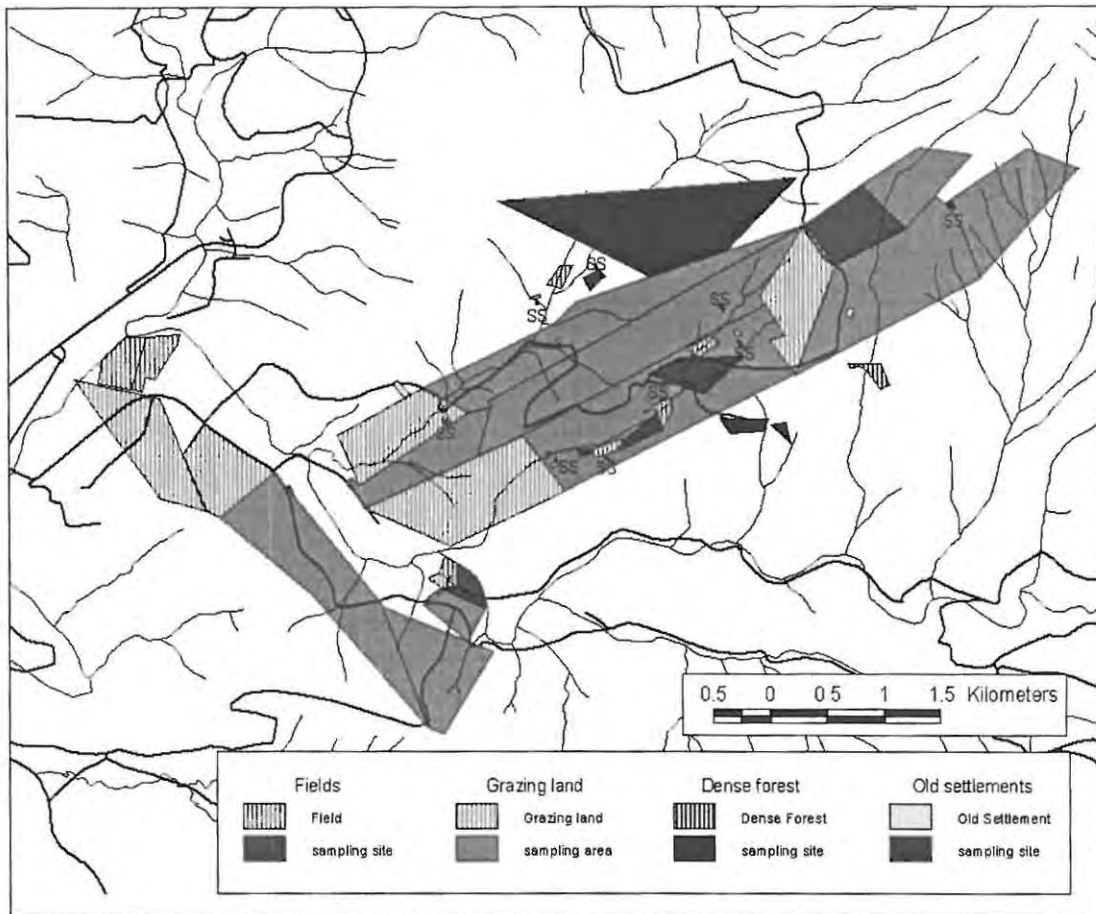 SS
SS
SS
SS
SS
SS
SS
SS
SS
0.5 0 0 5 1 1.5 Kilometers
Fields Grazing land Dense forest Old settlements
Field Grazing land Dense Forest Old Settlement
sampling site sampling area sampling site sampling site